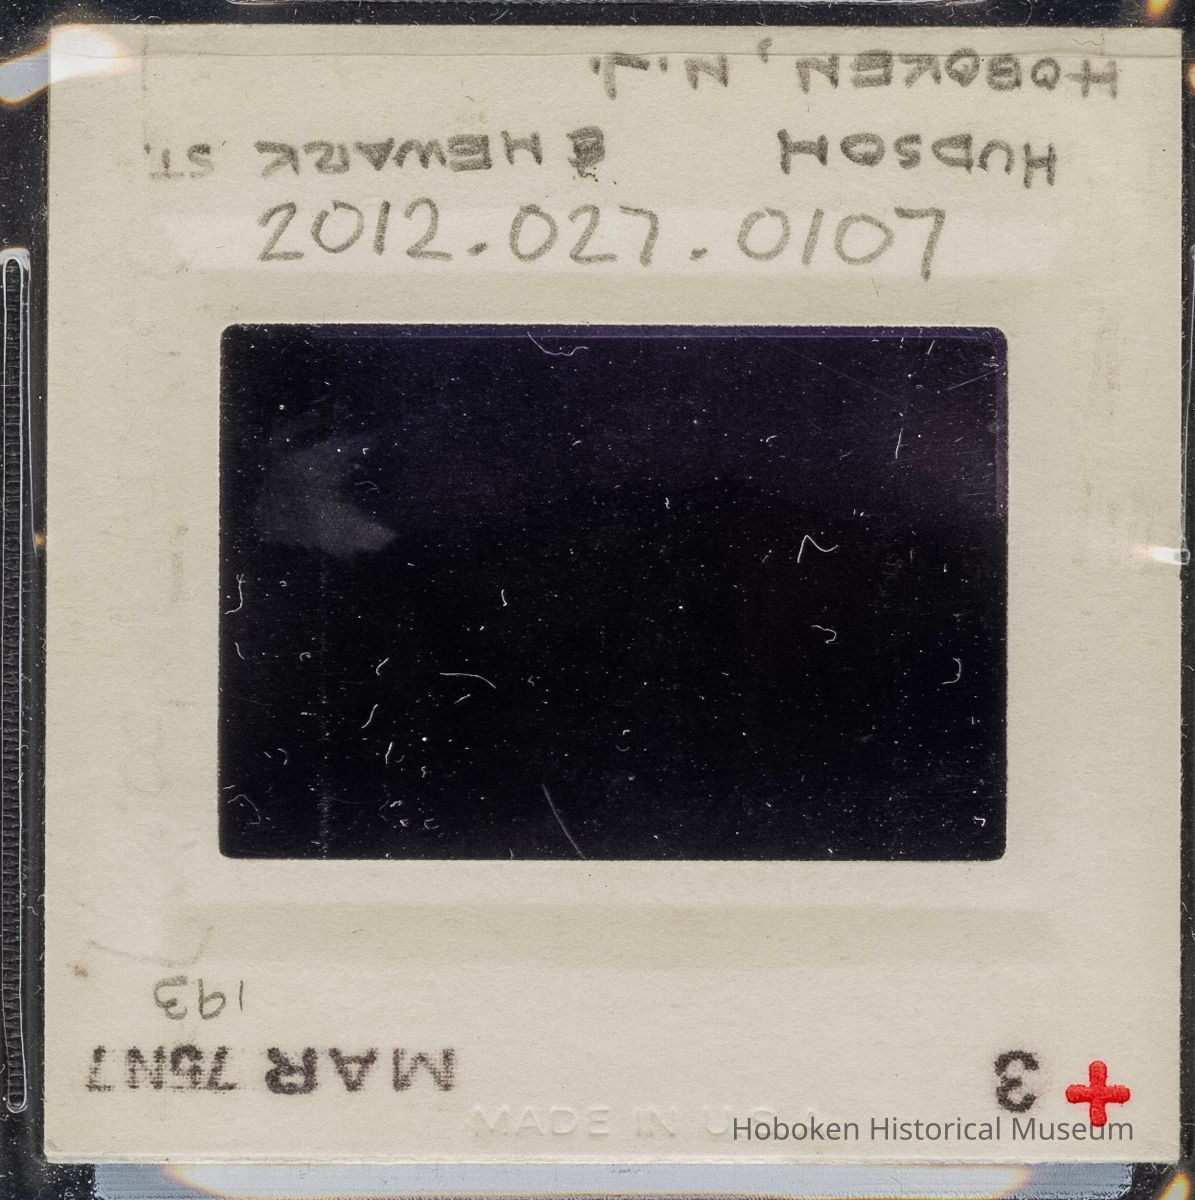 HOBOKEN, N.J.
HUDSON & NEWARK ST.
2012.027.0107
193
MAR 75N7
3
MADE IN U.S.A.
Hoboken Historical Museum